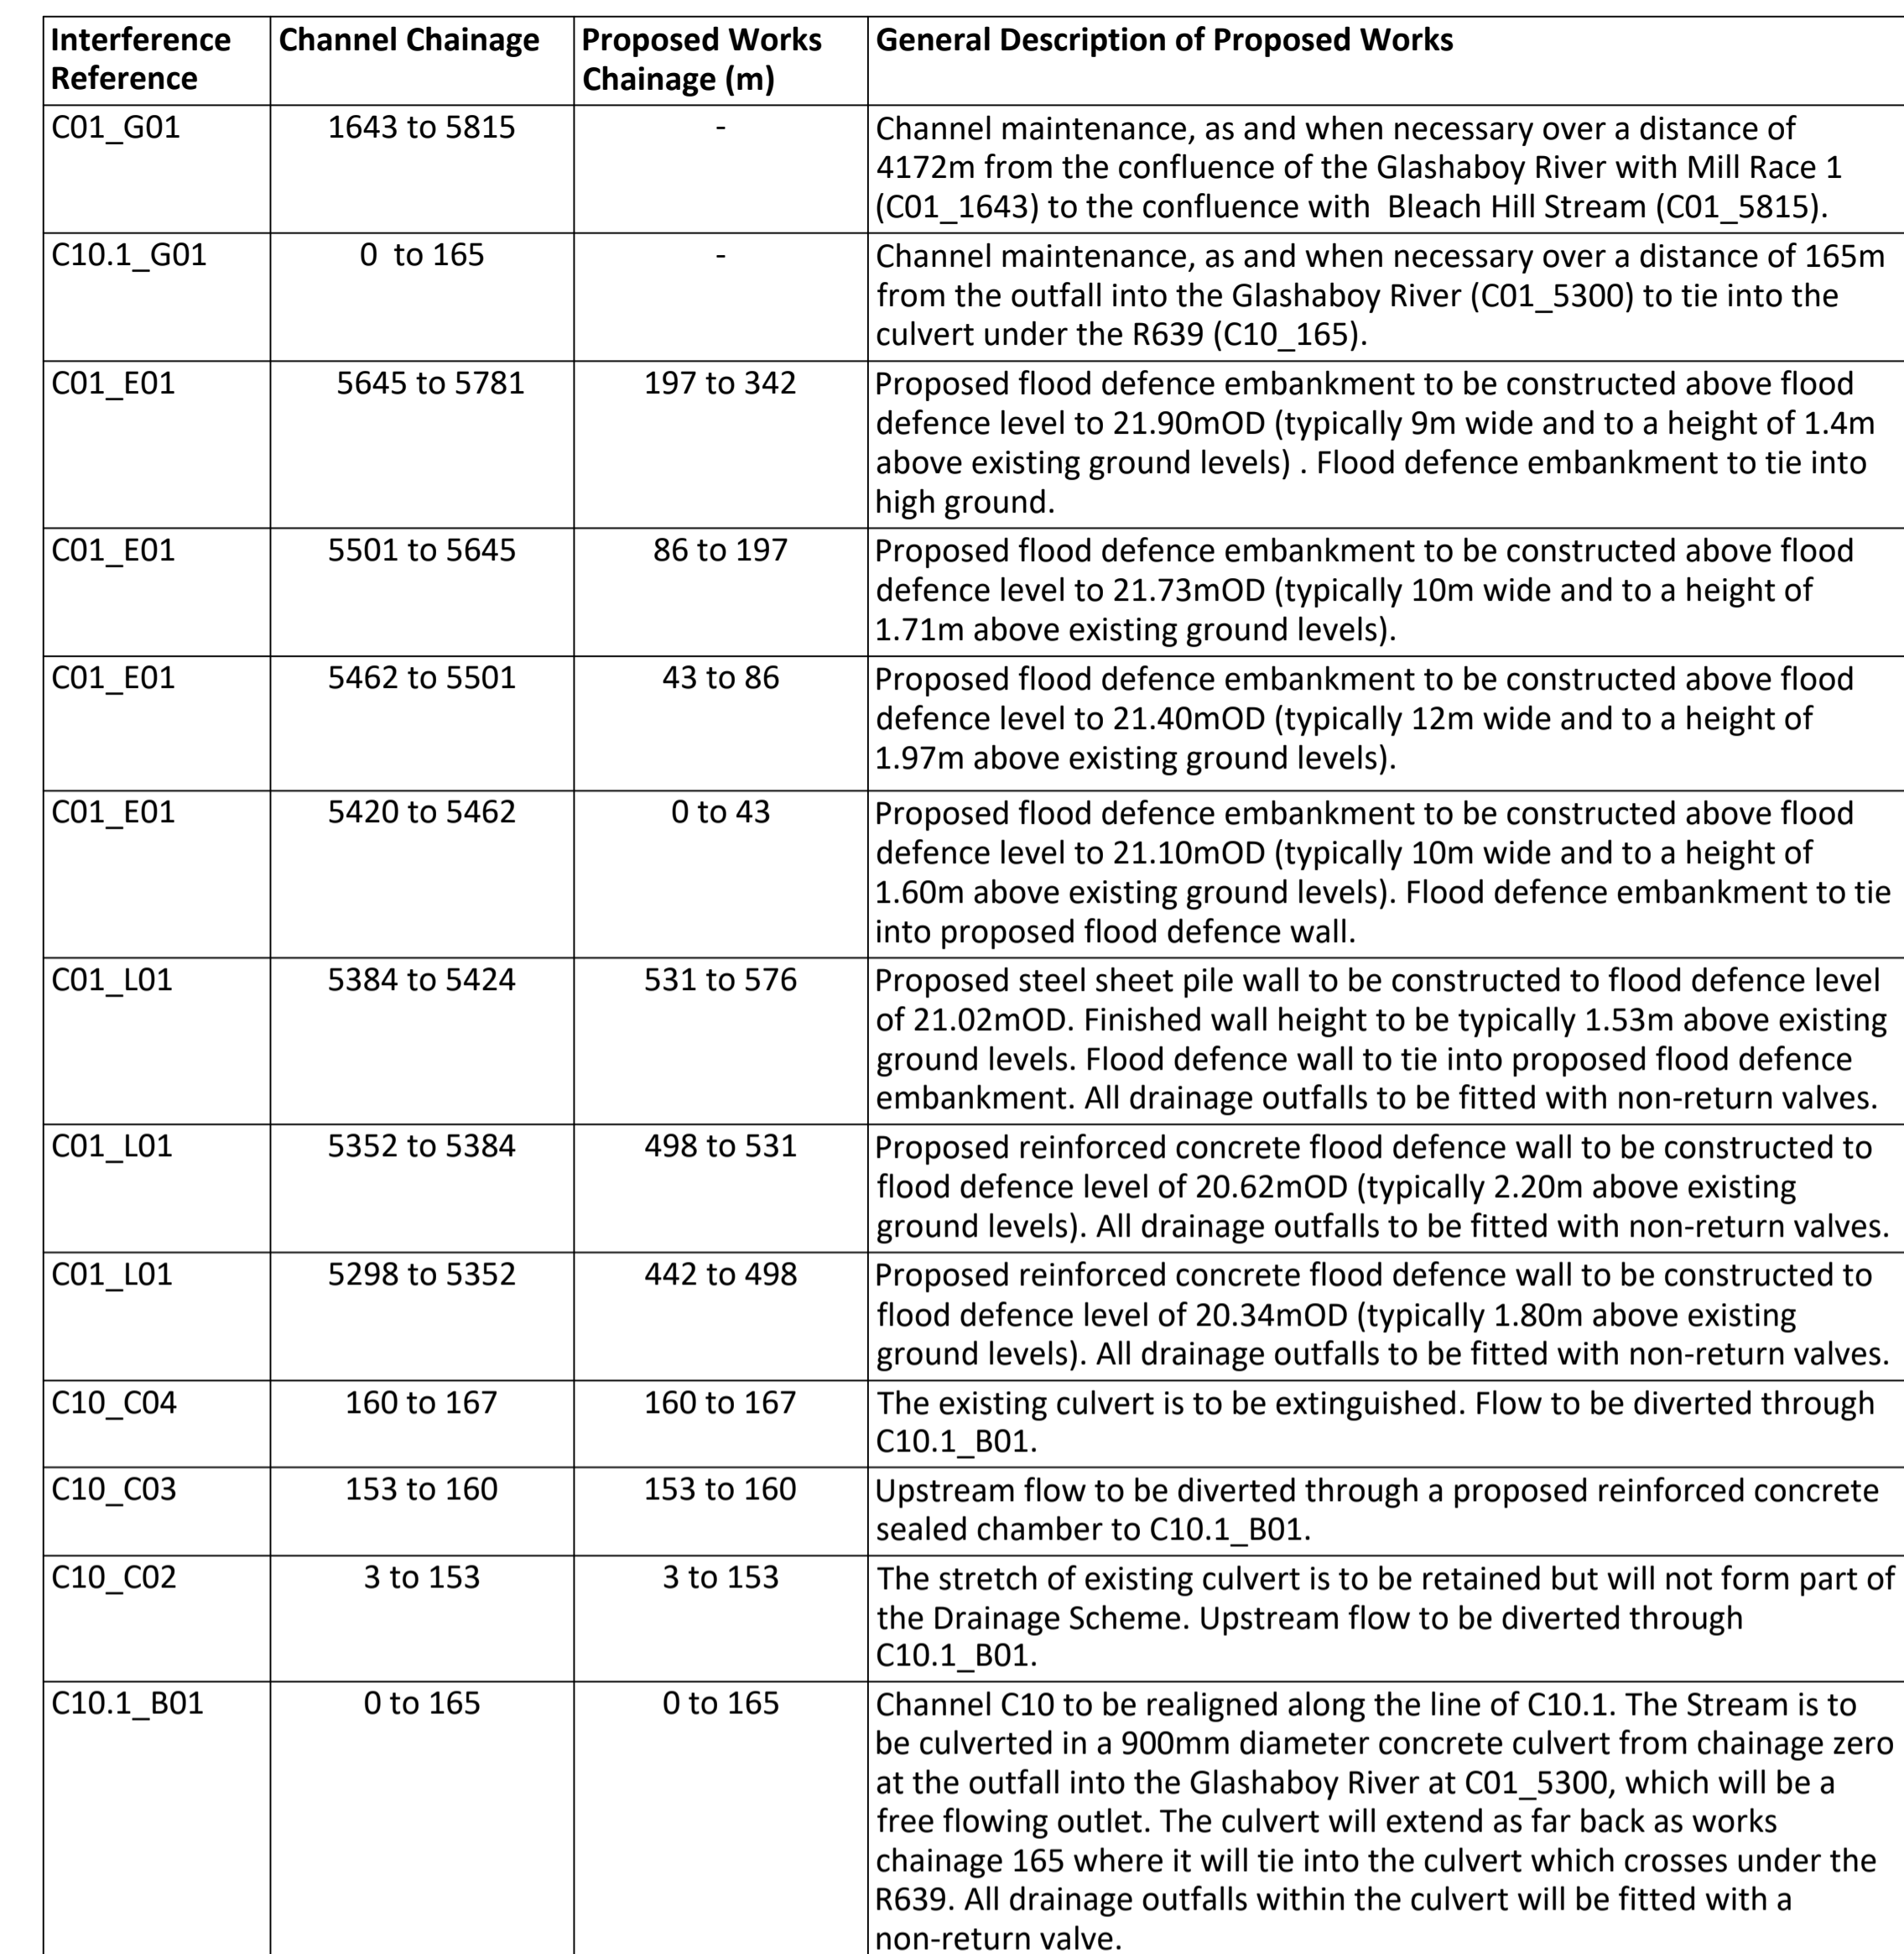 Interference Reference | Channel Chainage | Proposed Works Chainage (m) | General Description of Proposed Works
C01_G01 | 1643 to 5815 | - | Channel maintenance, as and when necessary over a distance of
4172m from the confluence of the Glashaboy River with Mill Race 1
(C01_1643) to the confluence with Bleach Hill Stream (C01_5815).
C10.1_G01 | 0 to 165 | - | Channel maintenance, as and when necessary over a distance of 165m
from the outfall into the Glashaboy River (C01_5300) to tie into the
culvert under the R639 (C10_165).
C01_E01 | 5645 to 5781 | 197 to 342 | Proposed flood defence embankment to be constructed above flood
defence level to 21.90mOD (typically 9m wide and to a height of 1.4m
above existing ground levels) . Flood defence embankment to tie into
high ground.
C01_E01 | 5501 to 5645 | 86 to 197 | Proposed flood defence embankment to be constructed above flood
defence level to 21.73mOD (typically 10m wide and to a height of
1.71m above existing ground levels).
C01_E01 | 5462 to 5501 | 43 to 86 | Proposed flood defence embankment to be constructed above flood
defence level to 21.40mOD (typically 12m wide and to a height of
1.97m above existing ground levels).
C01_E01 | 5420 to 5462 | 0 to 43 | Proposed flood defence embankment to be constructed above flood
defence level to 21.10mOD (typically 10m wide and to a height of
1.60m above existing ground levels). Flood defence embankment to tie
into proposed flood defence wall.
C01_L01 | 5384 to 5424 | 531 to 576 | Proposed steel sheet pile wall to be constructed to flood defence level
of 21.02mOD. Finished wall height to be typically 1.53m above existing
ground levels. Flood defence wall to tie into proposed flood defence
embankment. All drainage outfalls to be fitted with non-return valves.
C01_L01 | 5352 to 5384 | 498 to 531 | Proposed reinforced concrete flood defence wall to be constructed to
flood defence level of 20.62mOD (typically 2.20m above existing
ground levels). All drainage outfalls to be fitted with non-return valves.
C01_L01 | 5298 to 5352 | 442 to 498 | Proposed reinforced concrete flood defence wall to be constructed to
flood defence level of 20.34mOD (typically 1.80m above existing
ground levels). All drainage outfalls to be fitted with non-return valves.
C10_C04 | 160 to 167 | 160 to 167 | The existing culvert is to be extinguished. Flow to be diverted through
C10.1_B01.
C10_C03 | 153 to 160 | 153 to 160 | Upstream flow to be diverted through a proposed reinforced concrete
sealed chamber to C10.1_B01.
C10_C02 | 3 to 153 | 3 to 153 | The stretch of existing culvert is to be retained but will not form part of
the Drainage Scheme. Upstream flow to be diverted through
C10.1_B01.
C10.1_B01 | 0 to 165 | 0 to 165 | Channel C10 to be realigned along the line of C10.1. The Stream is to
be culverted in a 900mm diameter concrete culvert from chainage zero
at the outfall into the Glashaboy River at C01_5300, which will be a
free flowing outlet. The culvert will extend as far back as works
chainage 165 where it will tie into the culvert which crosses under the
R639. All drainage outfalls within the culvert will be fitted with a
non-return valve.